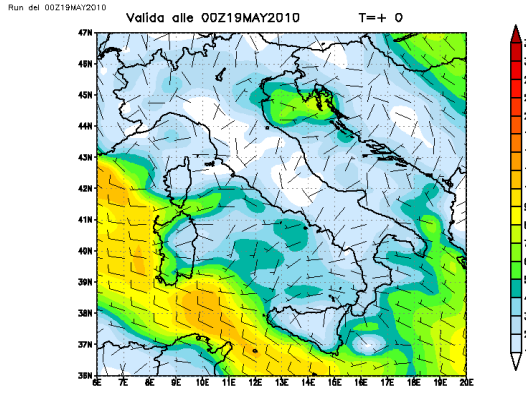 Run del 00Z19MAY2010
Valida alle 00Z19MAY2010 T=+ 0
47N
46N
45N
44N
43N
42N
41N
40N
39N
38N
37N
36N
6E 7E 8E 9E 10E 11E 12E 13E 14E 15E 16E 17E 18E 19E 20E